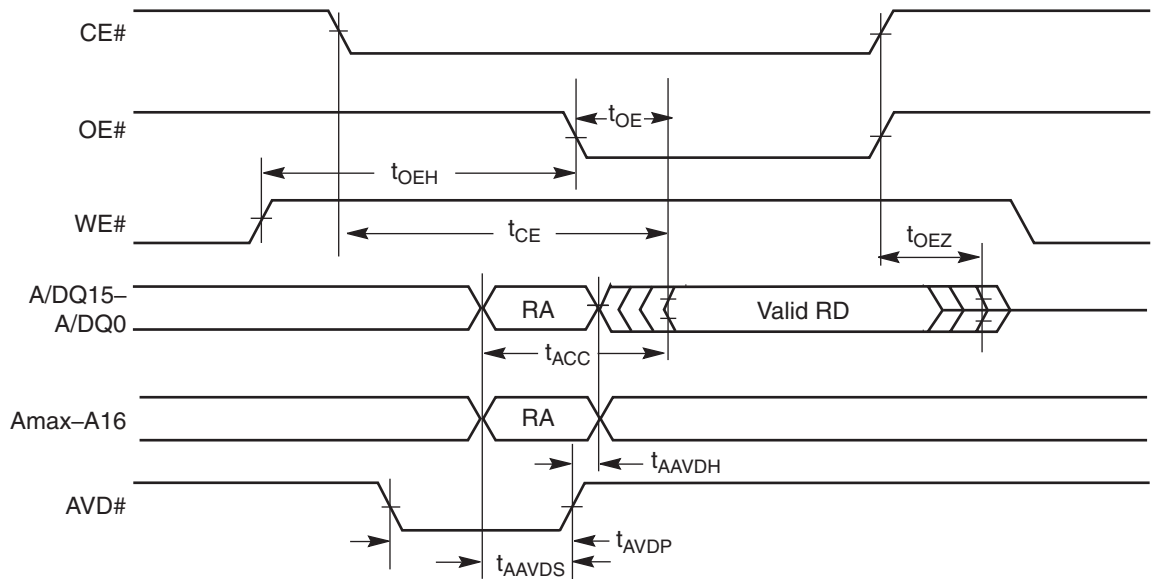 CE#
OE#
tOE
tOEH
WE#
tCE
tOEZ
A/DQ15–
A/DQ0
RA
Valid RD
tACC
Amax–A16
RA
tAAVDH
AVD#
tAVDP
tAAVDS